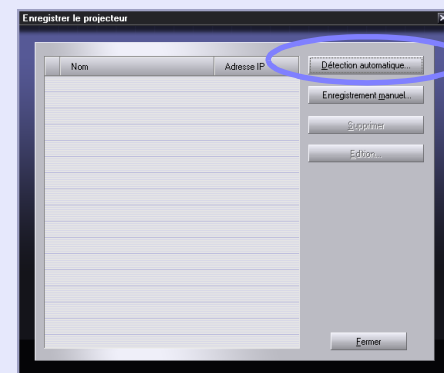 Enregistrer le projecteur
Nom Adresse IP
Détection automatique...
Enregistrement manuel...
Supprimer
Edition...
Fermer